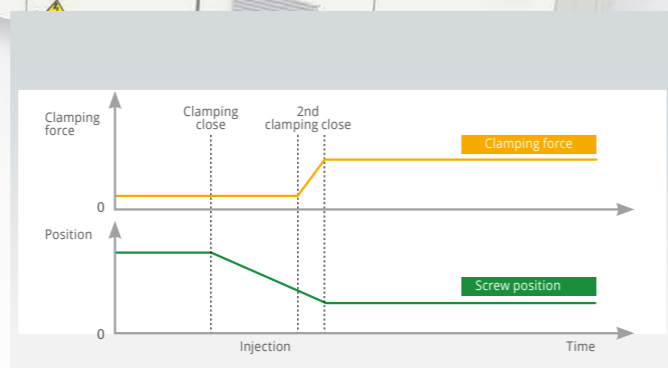 Clamping
force
Clamping
close
2nd
clamping close
Clamping force
0
Position
Screw position
0
Injection
Time